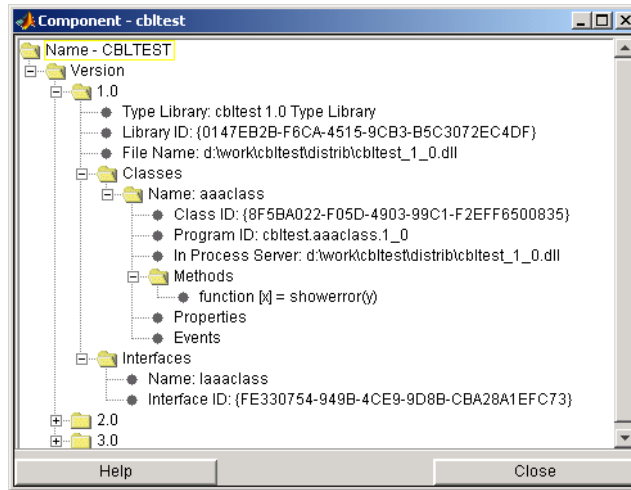 Component - cbltest
Name - CBLTEST
Version
1.0
Type Library: cbltest 1.0 Type Library
Library ID: {0147EB2B-F6CA-4515-9CB3-B5C3072EC4DF}
File Name: d:\work\cbltest\distrib\cbltest_1_0.dll
Classes
Name: aaaclass
Class ID: {8F5BA022-F05D-4903-99C1-F2EFF6500835}
Program ID: cbltest.aaaclass.1_0
In Process Server: d:\work\cbltest\distrib\cbltest_1_0.dll
Methods
function [x] = showerror(y)
Properties
Events
Interfaces
Name: Iaaaclass
Interface ID: {FE330754-949B-4CE9-9D8B-CBA28A1EFC73}
2.0
3.0
Help Close